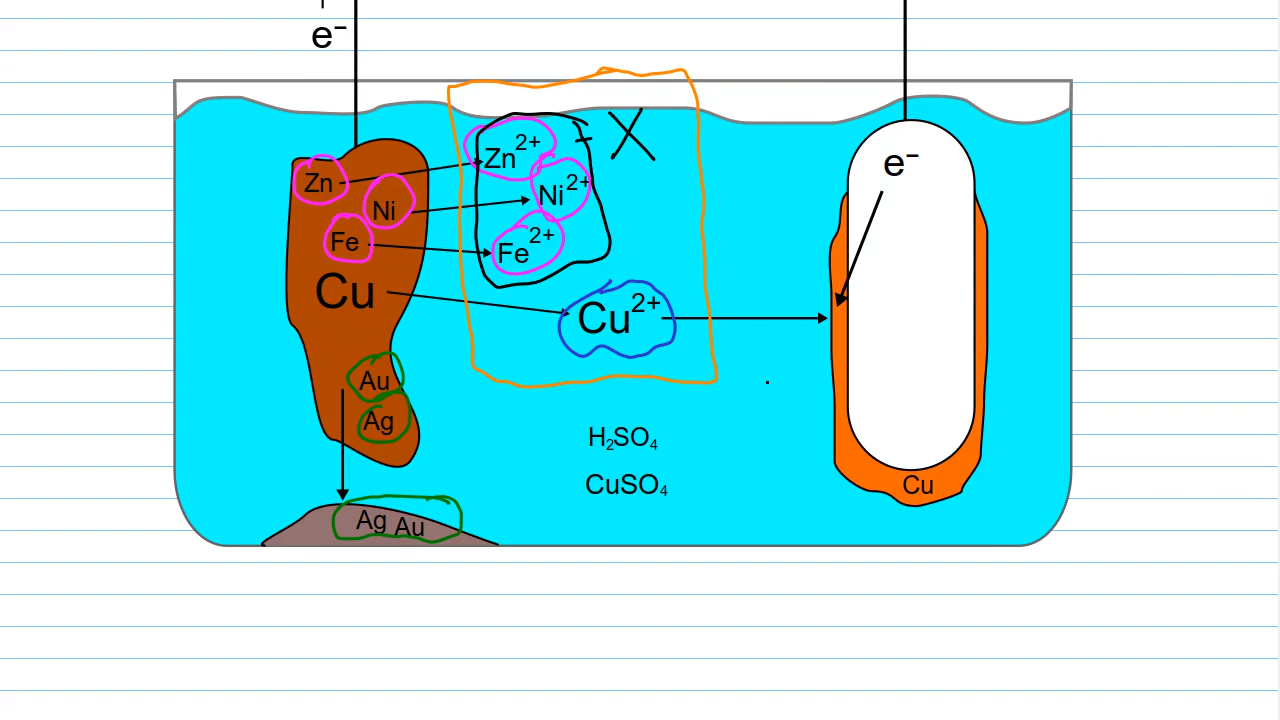 e⁻
Zn
Ni
Fe
Cu
Au
Ag
Ag Au
Zn²⁺
Ni²⁺
Fe²⁺
Cu²⁺
X
H₂SO₄
CuSO₄
e⁻
Cu